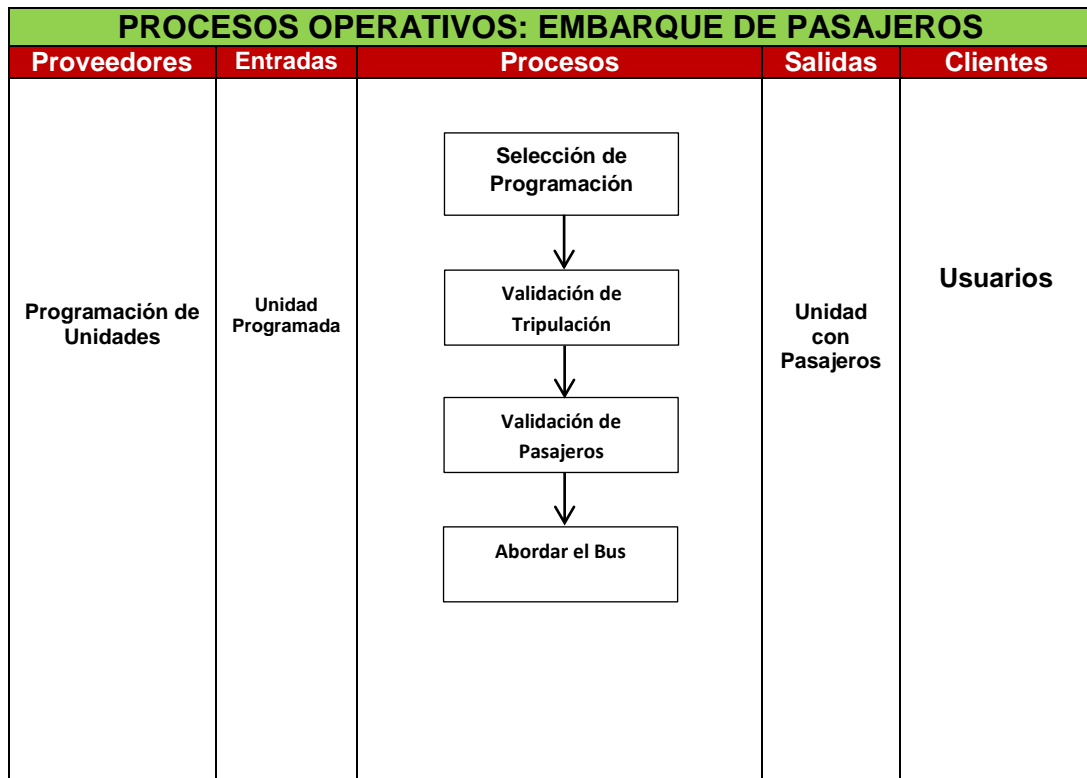 PROCESOS OPERATIVOS: EMBARQUE DE PASAJEROS
Proveedores Entradas Procesos Salidas Clientes
Programación de
Unidades
Unidad
Programada
Selección de
Programación
Validación de
Tripulación
Validación de
Pasajeros
Abordar el Bus
Unidad
con
Pasajeros
Usuarios